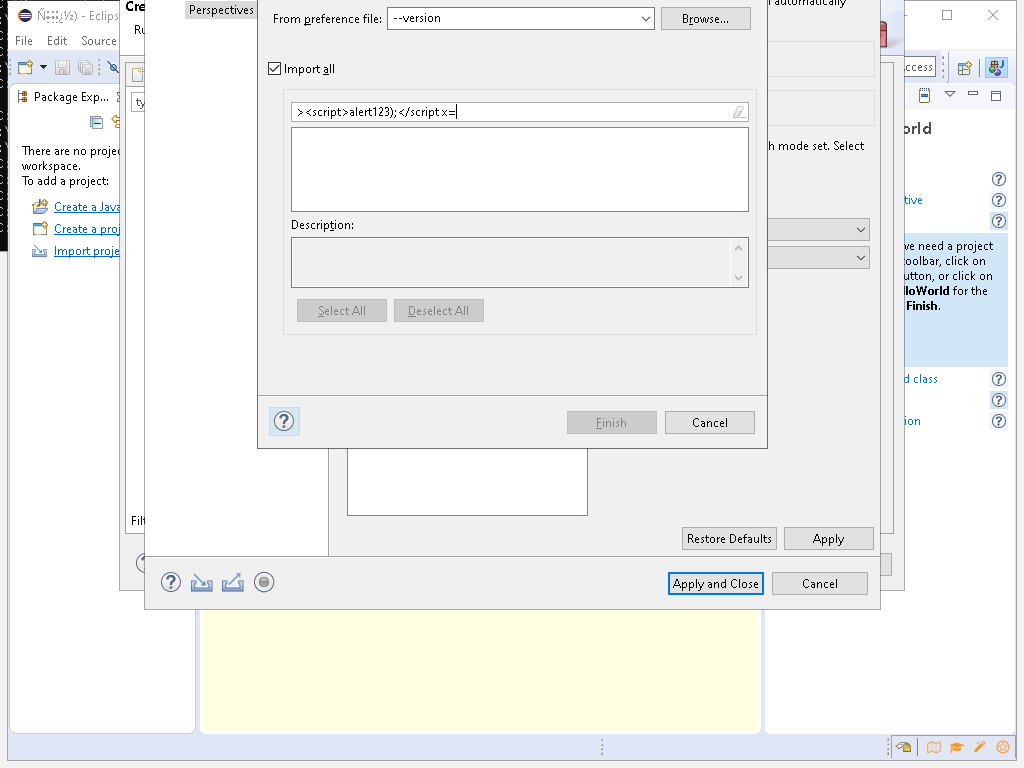 - Eclips
Cre
Perspectives
From preference file:
--version
Browse...
automatically
File
Edit
Source
Ru
Import all
ccess
Package Exp...
ty
><script>alert123);</script x=
orld
There are no projec
workspace.
To add a project:
h mode set. Select
Create a Java
tive
Create a proj
Description:
Import proje
ve need a project
oolbar, click on
utton, or click on
lloWorld for the
Finish.
Select All
Deselect All
d class
ion
Finish
Cancel
Filt
Restore Defaults
Apply
Apply and Close
Cancel